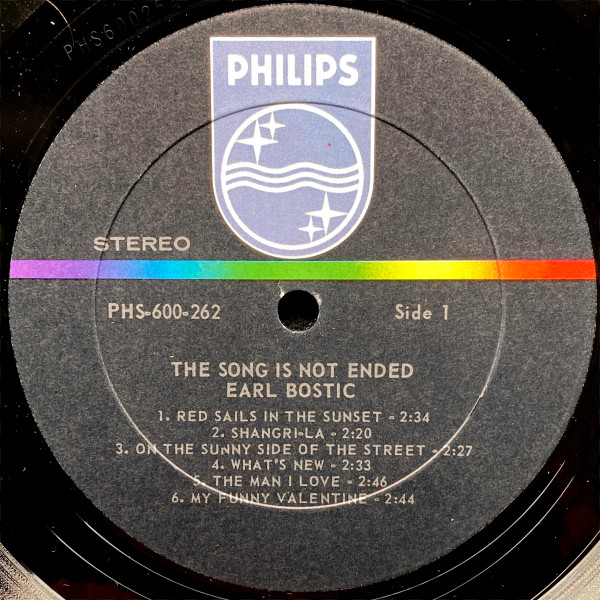 PHS600262
PHILIPS
STEREO
PHS-600-262 Side 1
THE SONG IS NOT ENDED
EARL BOSTIC
1. RED SAILS IN THE SUNSET - 2:34
2. SHANGRI-LA - 2:20
3. ON THE SUNNY SIDE OF THE STREET - 2:27
4. WHAT'S NEW - 2:33
5. THE MAN I LOVE - 2:46
6. MY FUNNY VALENTINE - 2:44